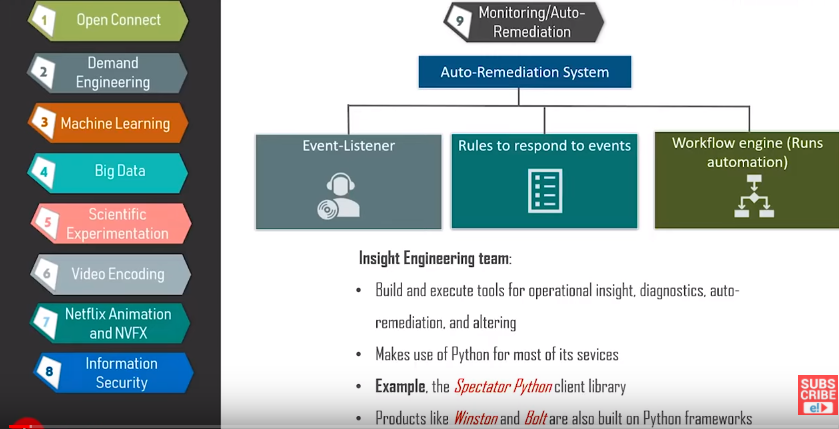 1 Open Connect
2 Demand
Engineering
3 Machine Learning
4 Big Data
5 Scientific
Experimentation
6 Video Encoding
7 Netflix Animation
and NVFX
8 Information
Security
9 Monitoring/Auto-
Remediation
Auto-Remediation System
Event-Listener
Rules to respond to events
Workflow engine (Runs
automation)
Insight Engineering team:
• Build and execute tools for operational insight, diagnostics, auto-
remediation, and altering
• Makes use of Python for most of its sevices
• Example, the Spectator Python client library
• Products like Winston and Bolt are also built on Python frameworks
SUBS
CRIBE
e!